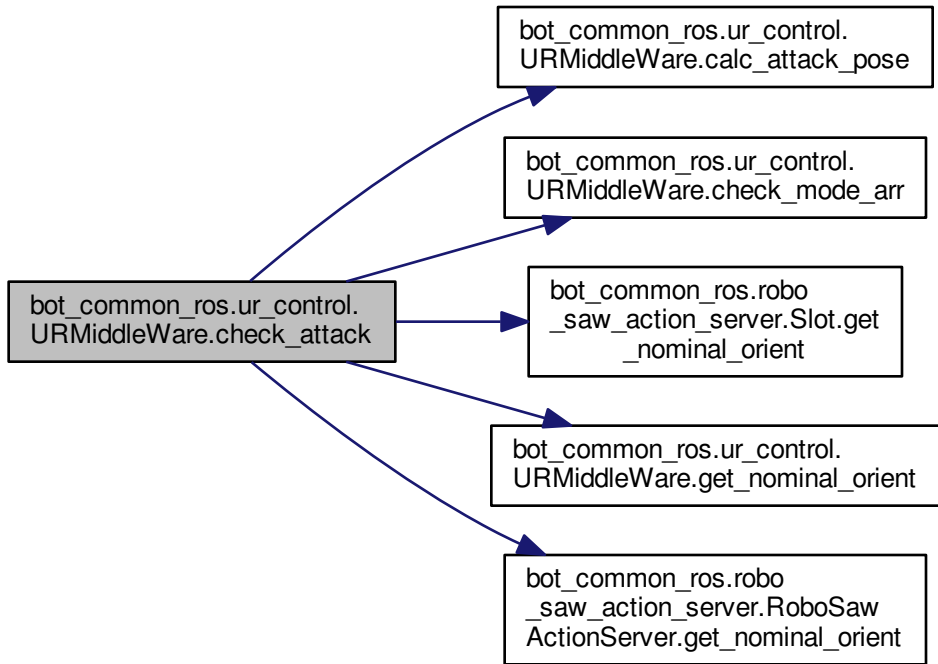 bot_common_ros.ur_control.
URMiddleWare.calc_attack_pose
bot_common_ros.ur_control.
URMiddleWare.check_mode_arr
bot_common_ros.ur_control.
URMiddleWare.check_attack
bot_common_ros.robo
_saw_action_server.Slot.get
_nominal_orient
bot_common_ros.ur_control.
URMiddleWare.get_nominal_orient
bot_common_ros.robo
_saw_action_server.RoboSaw
ActionServer.get_nominal_orient